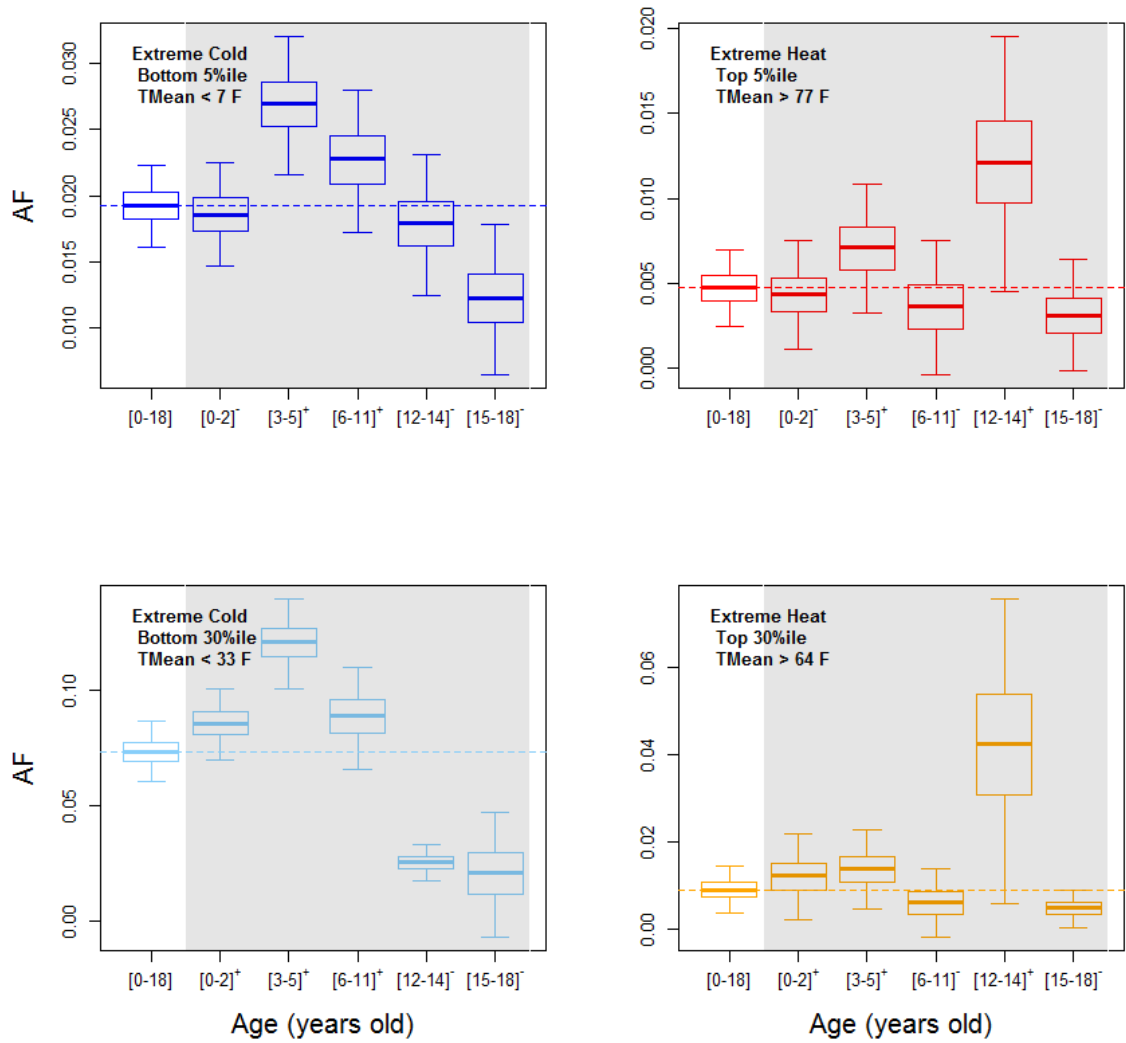 Extreme Cold
Bottom 5%ile
TMean < 7 F
AF
0.010 0.015 0.020 0.025 0.030
[0-18] [0-2]⁻ [3-5]⁺ [6-11]⁺ [12-14]⁻ [15-18]⁻
Extreme Heat
Top 5%ile
TMean > 77 F
0.000 0.005 0.010 0.015 0.020
[0-18] [0-2]⁻ [3-5]⁺ [6-11]⁻ [12-14]⁺ [15-18]⁻
Extreme Cold
Bottom 30%ile
TMean < 33 F
AF
0.00 0.05 0.10
[0-18] [0-2]⁺ [3-5]⁺ [6-11]⁺ [12-14]⁻ [15-18]⁻
Age (years old)
Extreme Heat
Top 30%ile
TMean > 64 F
0.00 0.02 0.04 0.06
[0-18] [0-2]⁺ [3-5]⁺ [6-11]⁻ [12-14]⁺ [15-18]⁻
Age (years old)